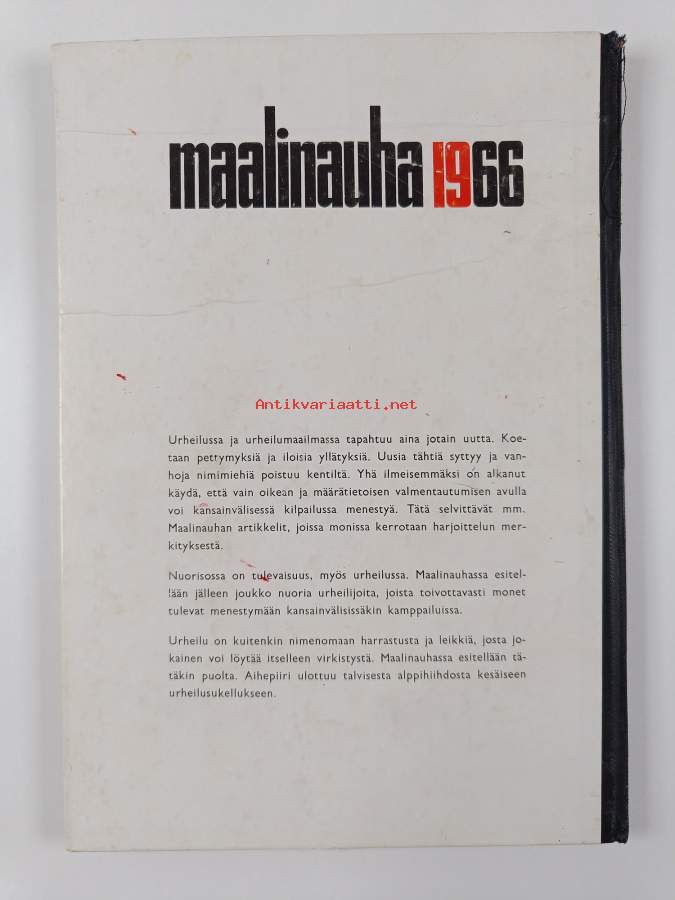 maalinauha 1966
Antikvariaatti.net
Urheilussa ja urheilumaailmassa tapahtuu aina jotain uutta. Koe-
taan pettymyksiä ja iloisia yllätyksiä. Uusia tähtiä syttyy ja van-
hoja nimimiehiä poistuu kentiltä. Yhä ilmeisemmäksi on alkanut
käydä, että vain oikean ja määrätietoisen valmentautumisen avulla
voi kansainvälisessä kilpailussa menestyä. Tätä selvittävät mm.
Maalinauhan artikkelit, joissa monissa kerrotaan harjoittelun mer-
kityksestä.
Nuorisossa on tulevaisuus, myös urheilussa. Maalinauhassa esitel-
lään jälleen joukko nuoria urheilijoita, joista toivottavasti monet
tulevat menestymään kansainvälisissäkin kamppailuissa.
Urheilu on kuitenkin nimenomaan harrastusta ja leikkiä, josta jo-
kainen voi löytää itselleen virkistystä. Maalinauhassa esitellään tä-
täkin puolta. Aihepiiri ulottuu talvisesta alppihiihdosta kesäiseen
urheilusukellukseen.